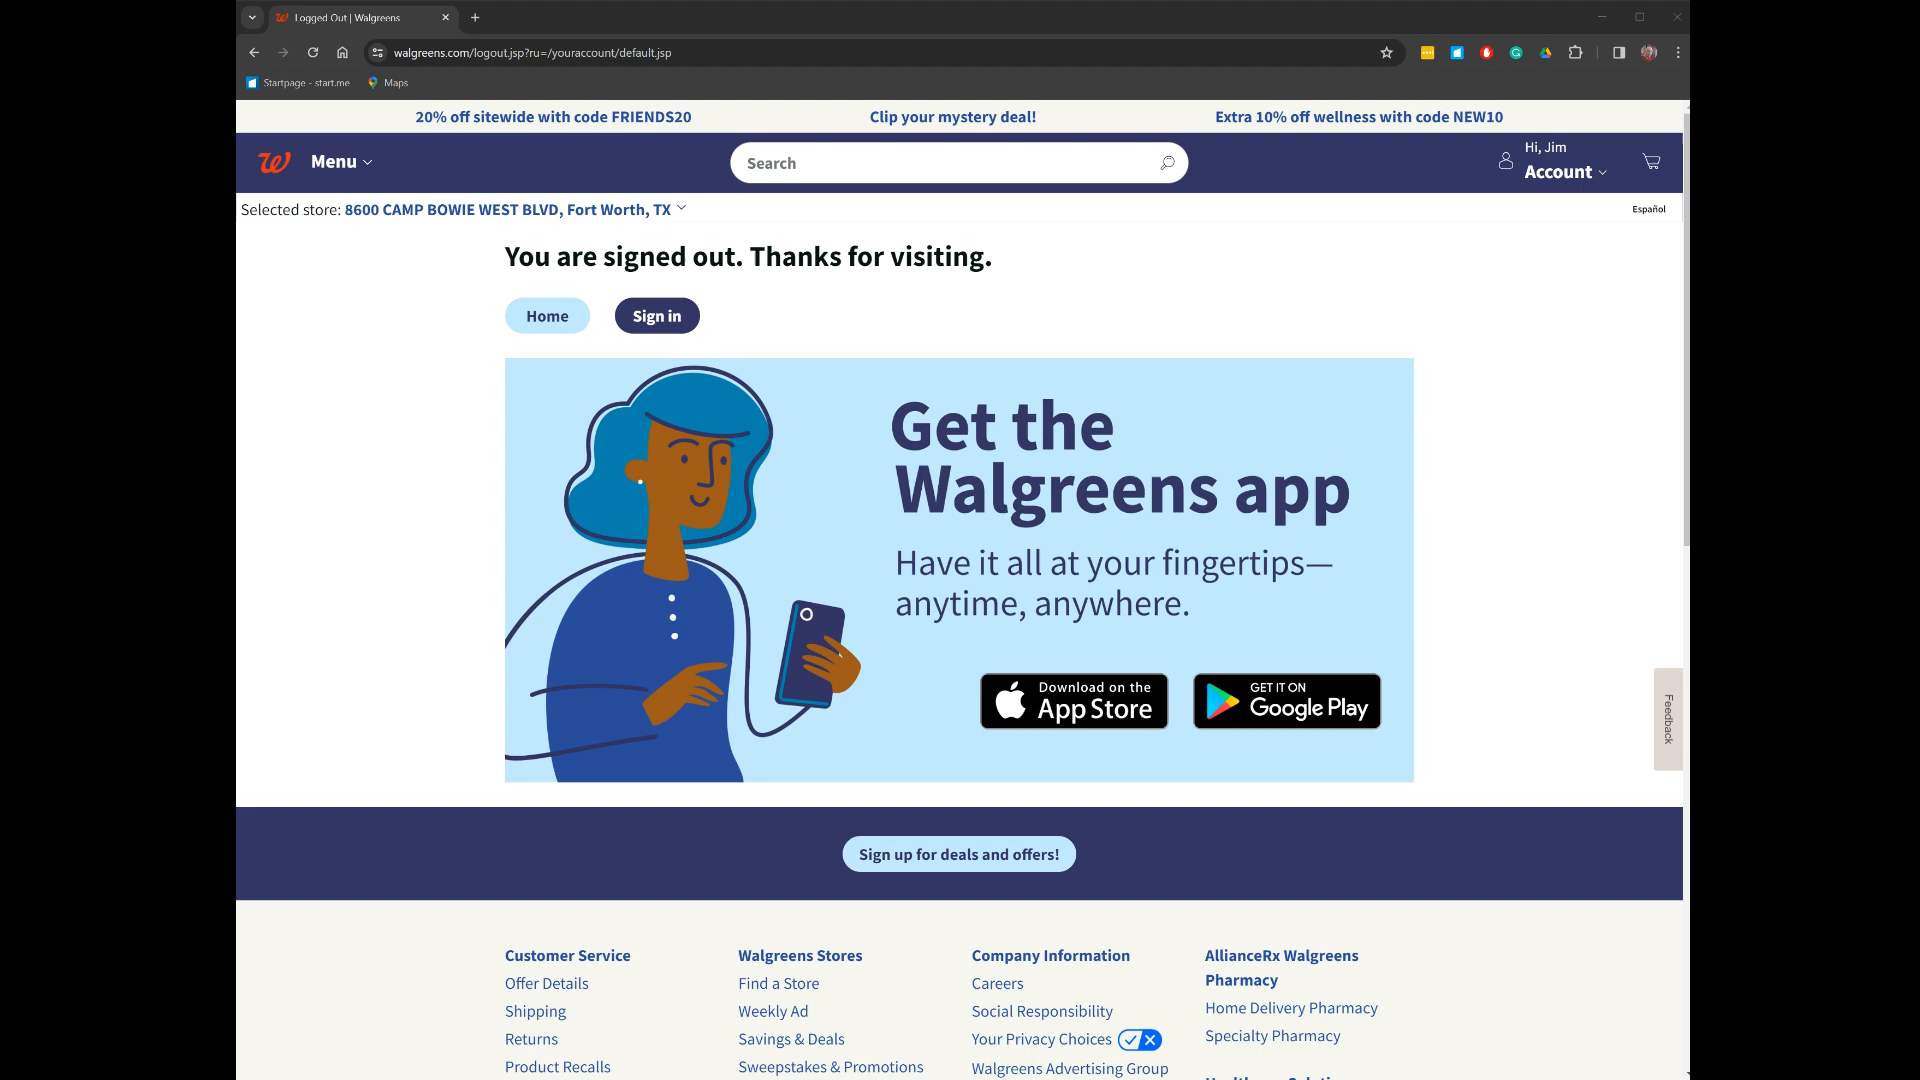 Logged Out | Walgreens
walgreens.com/logout.jsp?ru=/youraccount/default.jsp
Startpage - start.me
Maps
20% off sitewide with code FRIENDS20
Clip your mystery deal!
Extra 10% off wellness with code NEW10
Menu
Search
Hi, Jim
Account
Selected store: 8600 CAMP BOWIE WEST BLVD, Fort Worth, TX
Español
You are signed out. Thanks for visiting.
Home
Sign in
Get the
Walgreens app
Have it all at your fingertips—
anytime, anywhere.
Download on the
App Store
GET IT ON
Google Play
Feedback
Sign up for deals and offers!
Customer Service
Offer Details
Shipping
Returns
Product Recalls
Walgreens Stores
Find a Store
Weekly Ad
Savings & Deals
Sweepstakes & Promotions
Company Information
Careers
Social Responsibility
Your Privacy Choices
Walgreens Advertising Group
AllianceRx Walgreens
Pharmacy
Home Delivery Pharmacy
Specialty Pharmacy